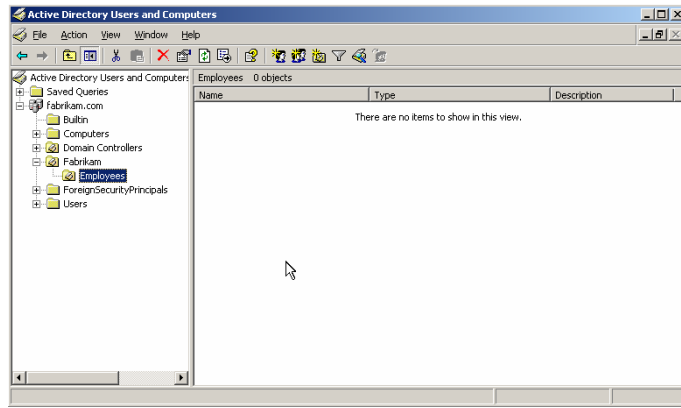 Active Directory Users and Computers
File Action View Window Help
Active Directory Users and Computers
Saved Queries
fabrikam.com
Builtin
Computers
Domain Controllers
Fabrikam
Employees
ForeignSecurityPrincipals
Users
Employees 0 objects
Name Type Description
There are no items to show in this view.